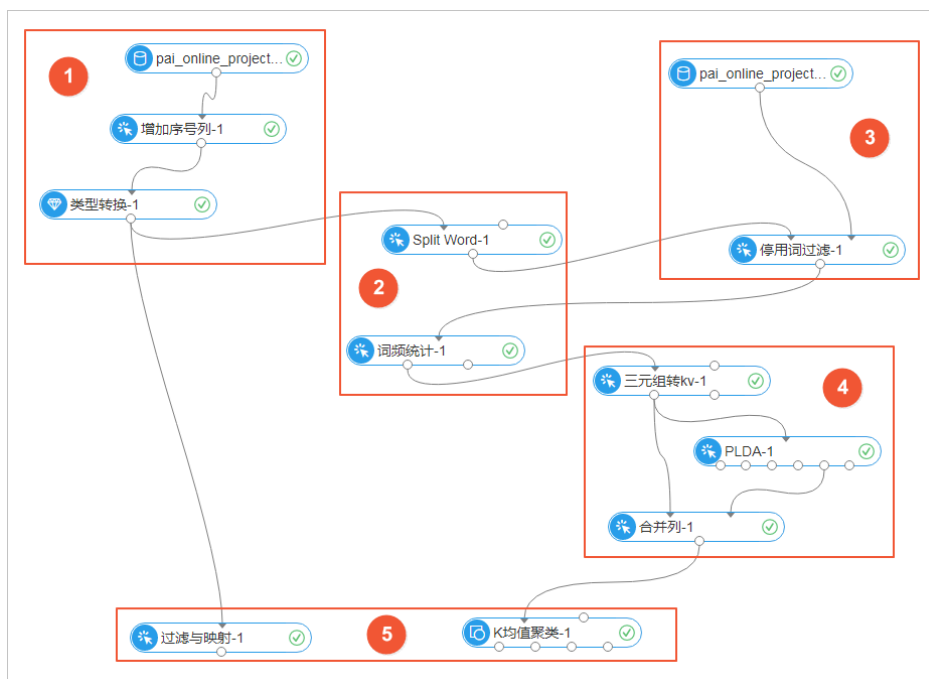 1
pai_online_project...
增加序号列-1
类型转换-1
pai_online_project...
3
停用词过滤-1
Split Word-1
2
词频统计-1
三元组转kv-1
4
PLDA-1
合并列-1
过滤与映射-1
5
K均值聚类-1